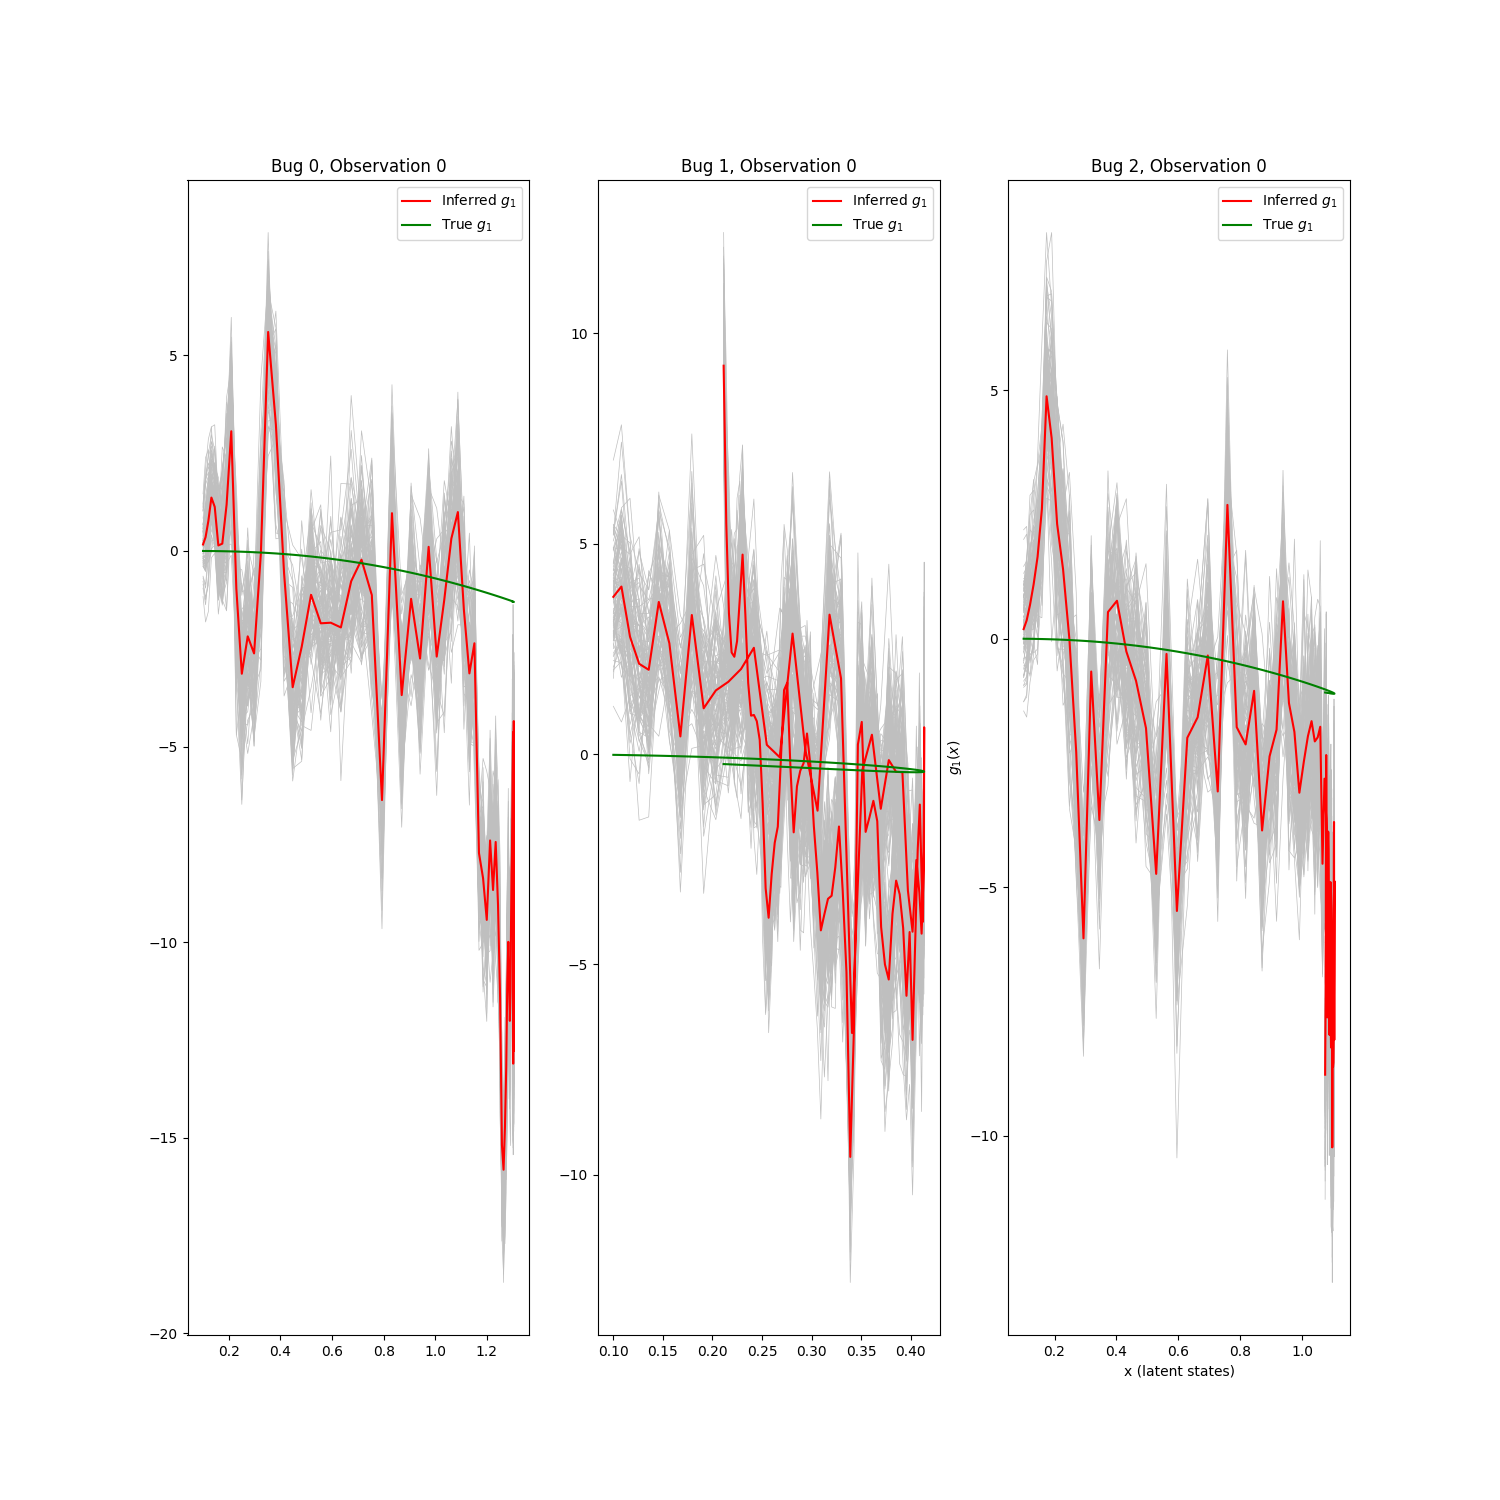 Bug 0, Observation 0
Inferred g₁
True g₁
5
0
−5
−10
−15
−20
0.2 0.4 0.6 0.8 1.0 1.2
Bug 1, Observation 0
Inferred g₁
True g₁
10
5
0
−5
−10
0.10 0.15 0.20 0.25 0.30 0.35 0.40
Bug 2, Observation 0
Inferred g₁
True g₁
g₁(x)
5
0
−5
−10
0.2 0.4 0.6 0.8 1.0
x (latent states)